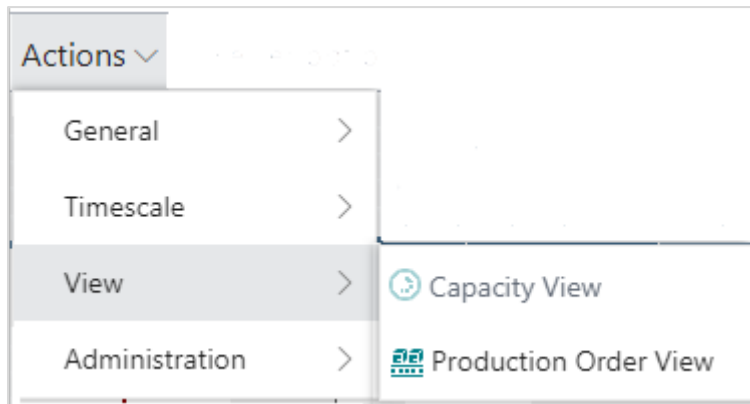 Actions
General
Timescale
View
Capacity View
Administration
Production Order View